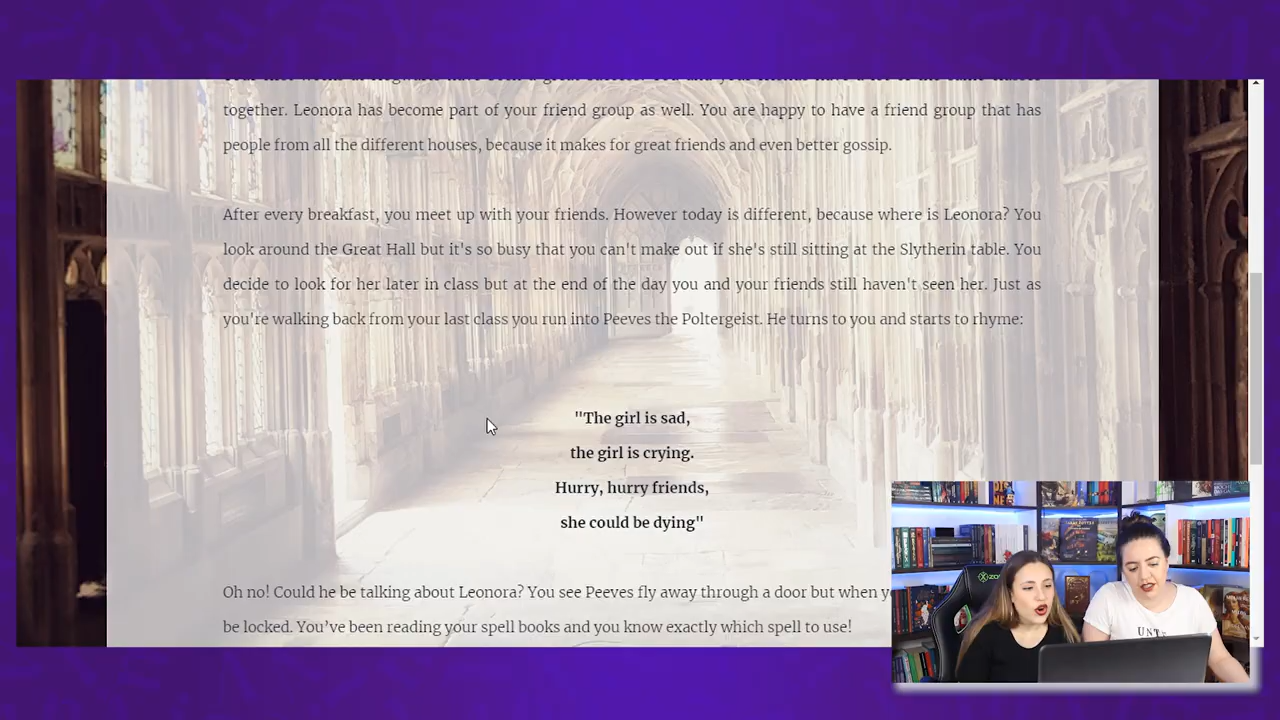 together. Leonora has become part of your friend group as well. You are happy to have a friend group that has
people from all the different houses, because it makes for great friends and even better gossip.
After every breakfast, you meet up with your friends. However today is different, because where is Leonora? You
look around the Great Hall but it's so busy that you can't make out if she's still sitting at the Slytherin table. You
decide to look for her later in class but at the end of the day you and your friends still haven't seen her. Just as
you're walking back from your last class you run into Peeves the Poltergeist. He turns to you and starts to rhyme:
"The girl is sad,
the girl is crying.
Hurry, hurry friends,
she could be dying"
Oh no! Could he be talking about Leonora? You see Peeves fly away through a door but when
be locked. You’ve been reading your spell books and you know exactly which spell to use!